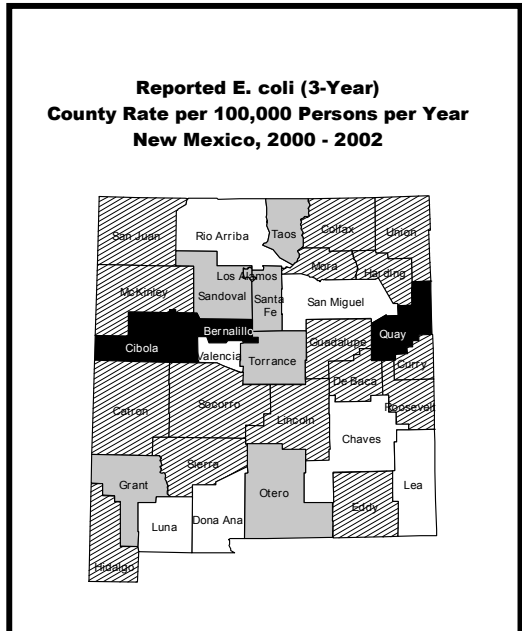 Reported E. coli (3-Year)
County Rate per 100,000 Persons per Year
New Mexico, 2000 - 2002
San Juan
Rio Arriba
Taos
Colfax
Union
Los Alamos
Mora
Harding
McKinley
Sandoval
Santa
Fe
San Miguel
Bernalillo
Quay
Cibola
Valencia
Guadalupe
Torrance
Curry
De Baca
Catron
Socorro
Lincoln
Roosevelt
Chaves
Sierra
Grant
Otero
Lea
Eddy
Luna
Dona Ana
Hidalgo